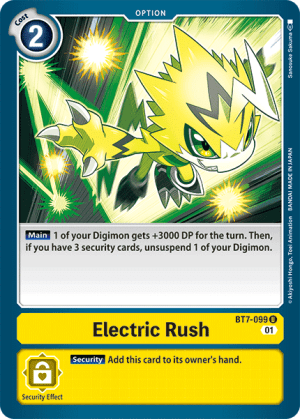 Cost
2
OPTION
Sansouke Sakuma
Main 1 of your Digimon gets +3000 DP for the turn. Then,
if you have 3 security cards, unsuspend 1 of your Digimon.
©Akiyoshi Hongo, Toei Animation BANDAI MADE IN JAPAN
BT7-099 U
Electric Rush
01
Security Add this card to its owner's hand.
Security Effect